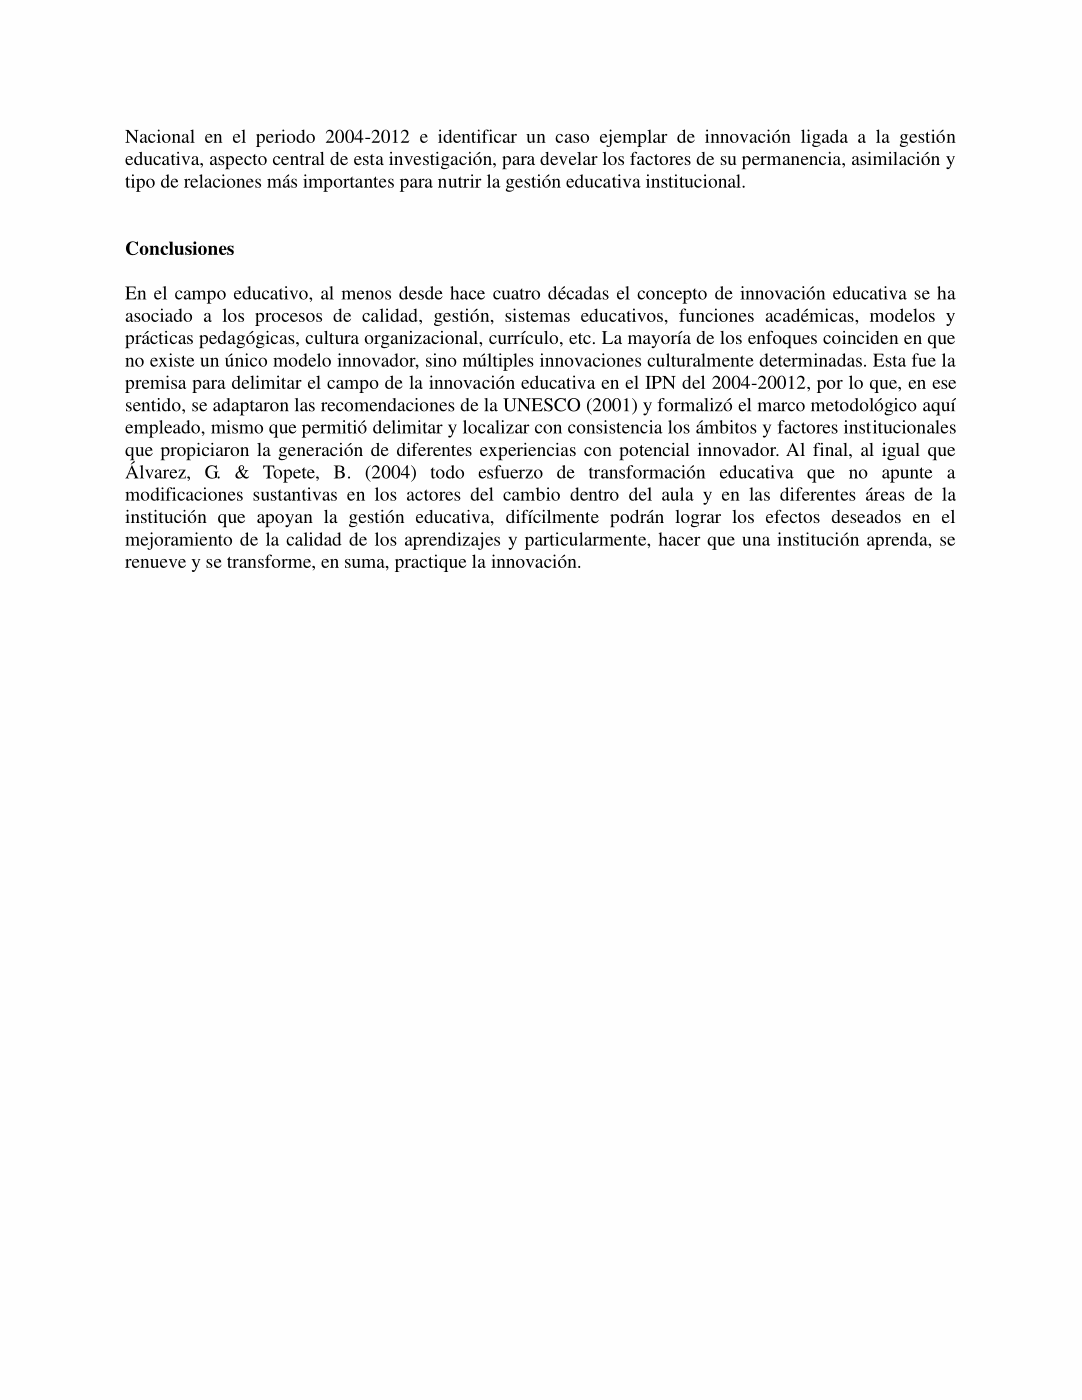 Nacional en el periodo 2004-2012 e identificar un caso ejemplar de innovación ligada a la gestión
educativa, aspecto central de esta investigación, para develar los factores de su permanencia, asimilación y
tipo de relaciones más importantes para nutrir la gestión educativa institucional.
Conclusiones
En el campo educativo, al menos desde hace cuatro décadas el concepto de innovación educativa se ha
asociado a los procesos de calidad, gestión, sistemas educativos, funciones académicas, modelos y
prácticas pedagógicas, cultura organizacional, currículo, etc. La mayoría de los enfoques coinciden en que
no existe un único modelo innovador, sino múltiples innovaciones culturalmente determinadas. Esta fue la
premisa para delimitar el campo de la innovación educativa en el IPN del 2004-20012, por lo que, en ese
sentido, se adaptaron las recomendaciones de la UNESCO (2001) y formalizó el marco metodológico aquí
empleado, mismo que permitió delimitar y localizar con consistencia los ámbitos y factores institucionales
que propiciaron la generación de diferentes experiencias con potencial innovador. Al final, al igual que
Álvarez, G. & Topete, B. (2004) todo esfuerzo de transformación educativa que no apunte a
modificaciones sustantivas en los actores del cambio dentro del aula y en las diferentes áreas de la
institución que apoyan la gestión educativa, difícilmente podrán lograr los efectos deseados en el
mejoramiento de la calidad de los aprendizajes y particularmente, hacer que una institución aprenda, se
renueve y se transforme, en suma, practique la innovación.